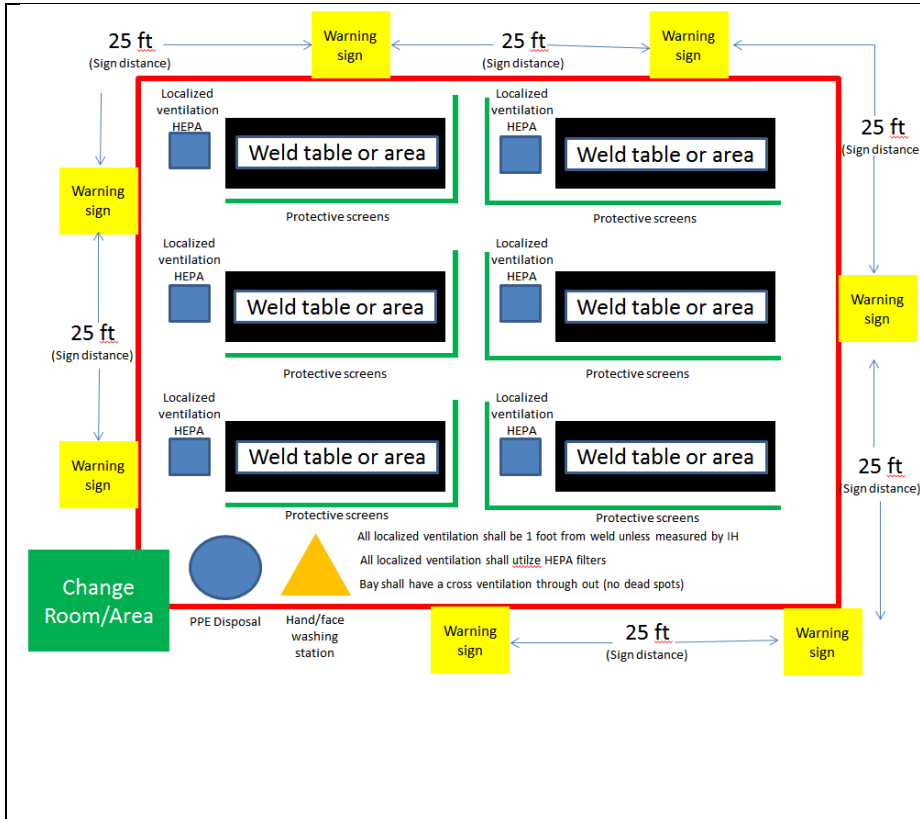 25 ft
(Sign distance)
Warning
sign
25 ft
(Sign distance)
Warning
sign
Localized
ventilation
HEPA
Weld table or area
Protective screens
Localized
ventilation
HEPA
Weld table or area
Protective screens
25 ft
(Sign distance
Warning
sign
Localized
ventilation
HEPA
Weld table or area
Protective screens
Localized
ventilation
HEPA
Weld table or area
Protective screens
Warning
sign
25 ft
(Sign distance)
Localized
ventilation
HEPA
Weld table or area
Protective screens
Localized
ventilation
HEPA
Weld table or area
Protective screens
Warning
sign
25 ft
(Sign distance)
All localized ventilation shall be 1 foot from weld unless measured by IH
All localized ventilation shall utilze HEPA filters
Bay shall have a cross ventilation through out (no dead spots)
Change
Room/Area
PPE Disposal
Hand/face
washing
station
Warning
sign
25 ft
(Sign distance)
Warning
sign